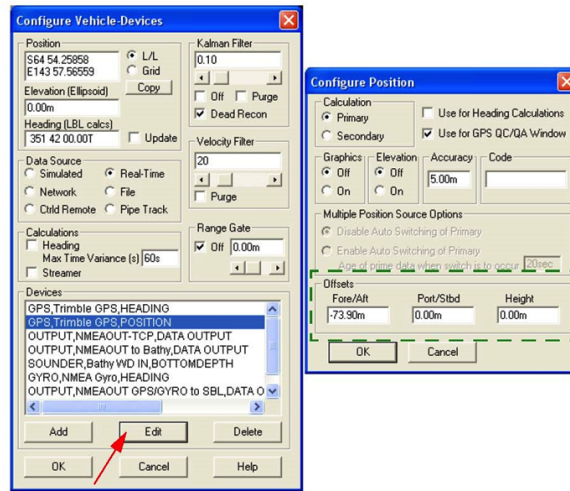 Configure Vehicle-Devices
Position
S64 54.25858
E143 57.56559
L/L
Grid
Copy
Elevation (Ellipsoid)
0.00m
Heading (LBL calcs)
351 42 00.00T
Update
Kalman Filter
0.10
Off Purge
Dead Recon
Velocity Filter
20
Purge
Data Source
Simulated Real-Time
Network File
Ctrld Remote Pipe Track
Calculations
Heading
Max Time Variance (s) 60s
Streamer
Range Gate
Off 0.00m
Devices
GPS,Trimble GPS,HEADING
GPS,Trimble GPS,POSITION
OUTPUT,NMEAOUT-TCP,DATA OUTPUT
OUTPUT,NMEAOUT to Bathy,DATA OUTPUT
SOUNDER,Bathy WD IN,BOTTOMDEPTH
GYRO,NMEA Gyro,HEADING
OUTPUT,NMEAOUT GPS/GYRO to SBL,DATA O
Add Edit Delete
OK Cancel Help
Configure Position
Calculation
Primary
Secondary
Use for Heading Calculations
Use for GPS QC/QA Window
Graphics
Off
On
Elevation
Off
On
Accuracy
5.00m
Code
Multiple Position Source Options
Disable Auto Switching of Primary
Enable Auto Switching of Primary
Age of prime data when switch is to occur 20sec
Offsets
Fore/Aft Port/Stbd Height
-73.90m 0.00m 0.00m
OK Cancel